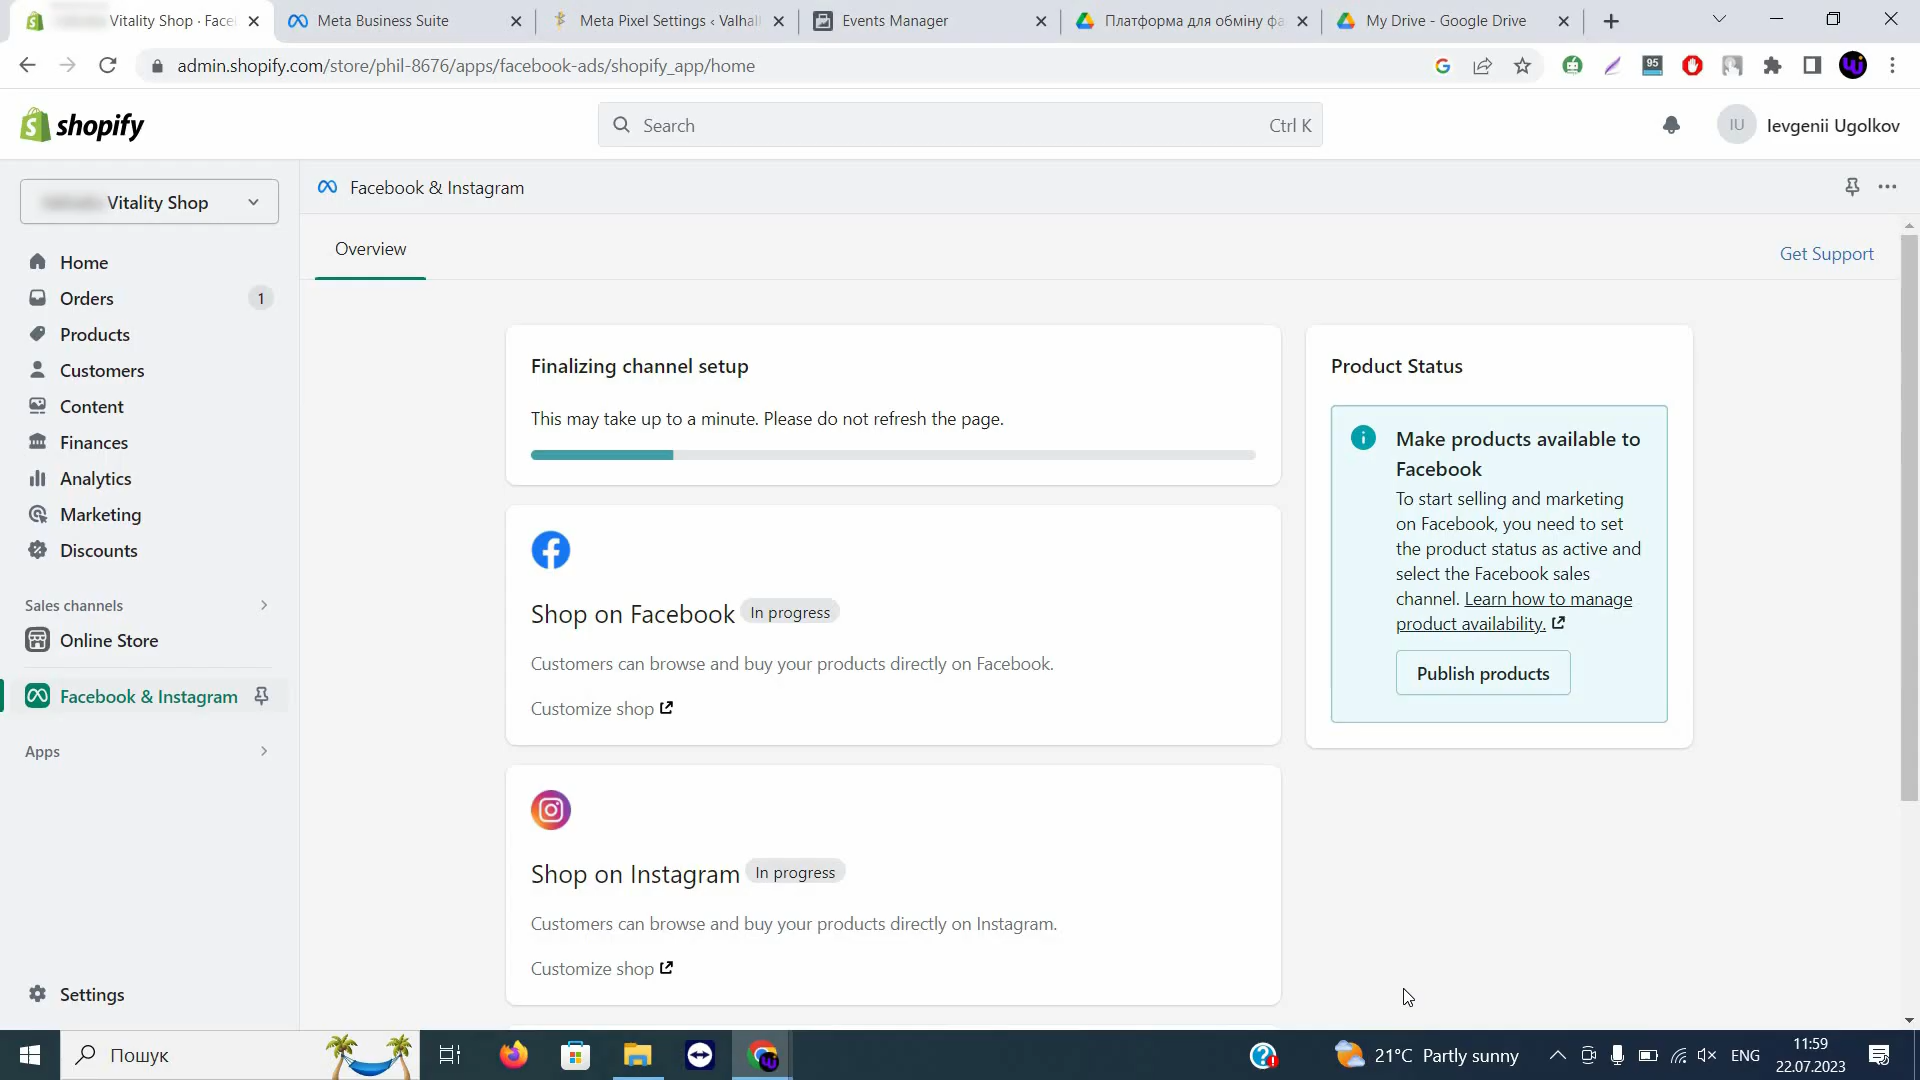 Vitality Shop · Facel
Meta Business Suite
Meta Pixel Settings ‹ Valhall
Events Manager
Платформа для обміну фа
My Drive - Google Drive
admin.shopify.com/store/phil-8676/apps/facebook-ads/shopify_app/home
95
shopify
Search
Ctrl K
IU
Ievgenii Ugolkov
Vitality Shop
Home
Orders
1
Products
Customers
Content
Finances
Analytics
Marketing
Discounts
Sales channels
Online Store
Facebook & Instagram
Apps
Settings
Facebook & Instagram
Overview
Get Support
Finalizing channel setup
This may take up to a minute. Please do not refresh the page.
Shop on Facebook
In progress
Customers can browse and buy your products directly on Facebook.
Customize shop
Shop on Instagram
In progress
Customers can browse and buy your products directly on Instagram.
Customize shop
Product Status
Make products available to
Facebook
To start selling and marketing
on Facebook, you need to set
the product status as active and
select the Facebook sales
channel. Learn how to manage
product availability.
Publish products
Пошук
21°C Partly sunny
ENG
11:59
22.07.2023